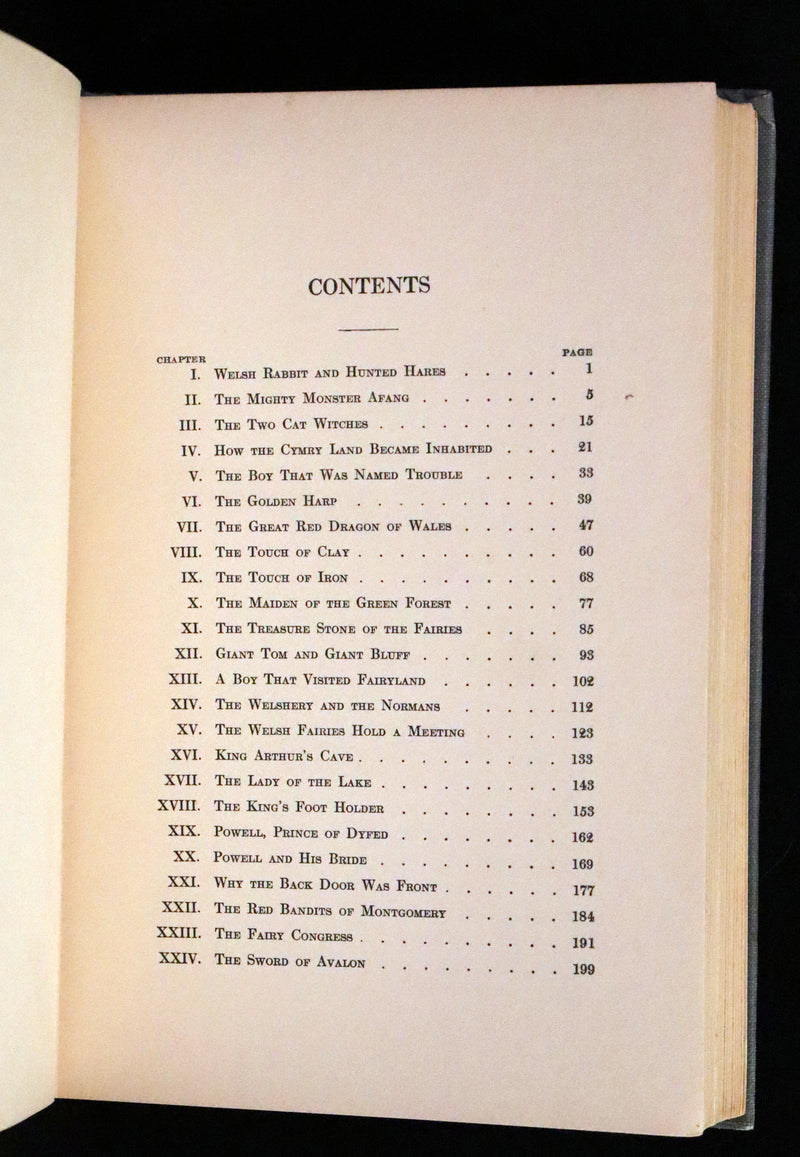 CONTENTS
CHAPTER PAGE
I. WELSH RABBIT AND HUNTED HARES . . . . . 1
II. THE MIGHTY MONSTER AFANG . . . . . . . 5
III. THE TWO CAT WITCHES . . . . . . . . . 15
IV. HOW THE CYMRY LAND BECAME INHABITED . . . 21
V. THE BOY THAT WAS NAMED TROUBLE . . . . 33
VI. THE GOLDEN HARP . . . . . . . . . . 39
VII. THE GREAT RED DRAGON OF WALES . . . . . 47
VIII. THE TOUCH OF CLAY . . . . . . . . . . 60
IX. THE TOUCH OF IRON . . . . . . . . . . 68
X. THE MAIDEN OF THE GREEN FOREST . . . . . 77
XI. THE TREASURE STONE OF THE FAIRIES . . . . 85
XII. GIANT TOM AND GIANT BLUFF . . . . . . . 93
XIII. A BOY THAT VISITED FAIRYLAND . . . . . . 102
XIV. THE WELSHERY AND THE NORMANS . . . . . 112
XV. THE WELSH FAIRIES HOLD A MEETING . . . . 123
XVI. KING ARTHUR'S CAVE . . . . . . . . . . 133
XVII. THE LADY OF THE LAKE . . . . . . . . . 143
XVIII. THE KING'S FOOT HOLDER . . . . . . . . 153
XIX. POWELL, PRINCE OF DYFED . . . . . . . . 162
XX. POWELL AND HIS BRIDE . . . . . . . . . 169
XXI. WHY THE BACK DOOR WAS FRONT . . . . . . 177
XXII. THE RED BANDITS OF MONTGOMERY . . . . . 184
XXIII. THE FAIRY CONGRESS . . . . . . . . . . 191
XXIV. THE SWORD OF AVALON . . . . . . . . . 199